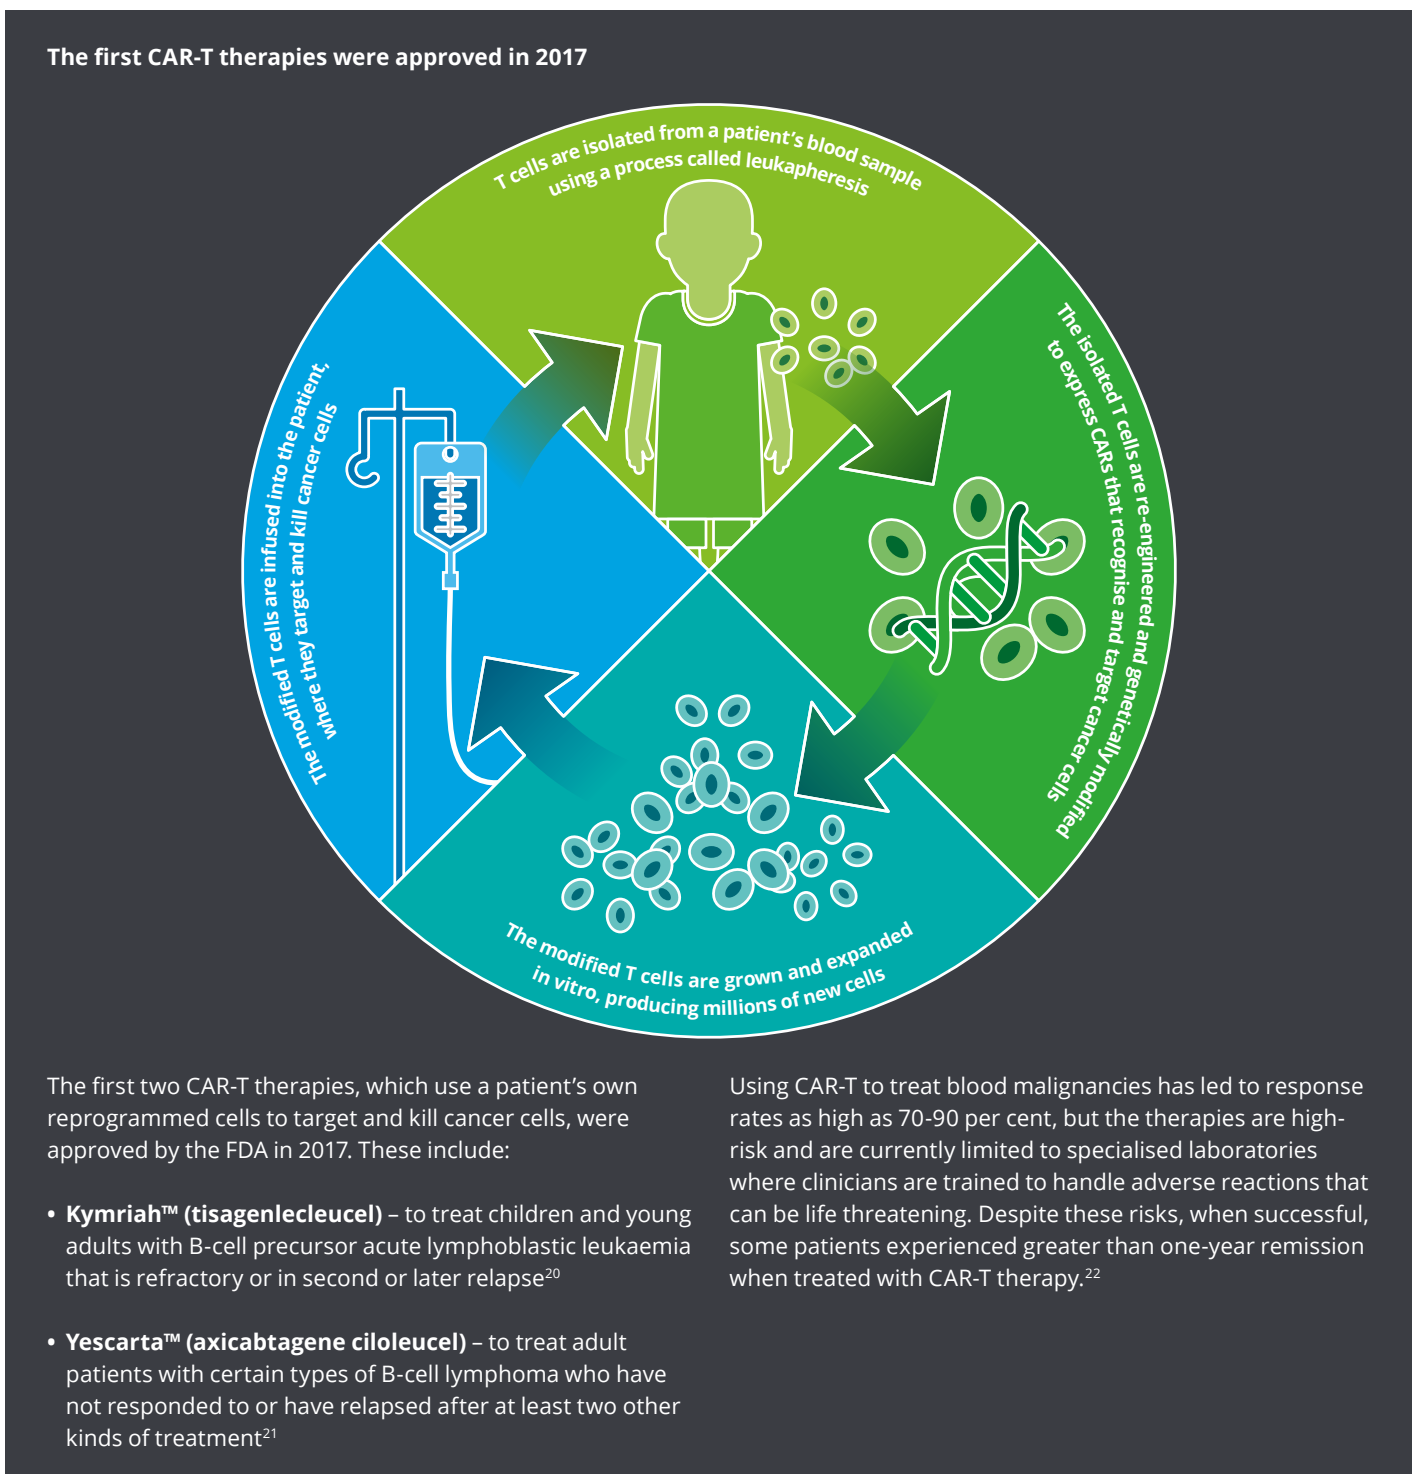 The first CAR-T therapies were approved in 2017
T cells are isolated from a patient's blood sample
using a process called leukapheresis
The isolated T cells are re-engineered and genetically modified
to express CARs that recognise and target cancer cells
The modified T cells are grown and expanded
in vitro, producing millions of new cells
The modified T cells are infused into the patient,
where they target and kill cancer cells
The first two CAR-T therapies, which use a patient's own
reprogrammed cells to target and kill cancer cells, were
approved by the FDA in 2017. These include:
• Kymriah™ (tisagenlecleucel) – to treat children and young
adults with B-cell precursor acute lymphoblastic leukaemia
that is refractory or in second or later relapse20
• Yescarta™ (axicabtagene ciloleucel) – to treat adult
patients with certain types of B-cell lymphoma who have
not responded to or have relapsed after at least two other
kinds of treatment21
Using CAR-T to treat blood malignancies has led to response
rates as high as 70-90 per cent, but the therapies are high-
risk and are currently limited to specialised laboratories
where clinicians are trained to handle adverse reactions that
can be life threatening. Despite these risks, when successful,
some patients experienced greater than one-year remission
when treated with CAR-T therapy.22